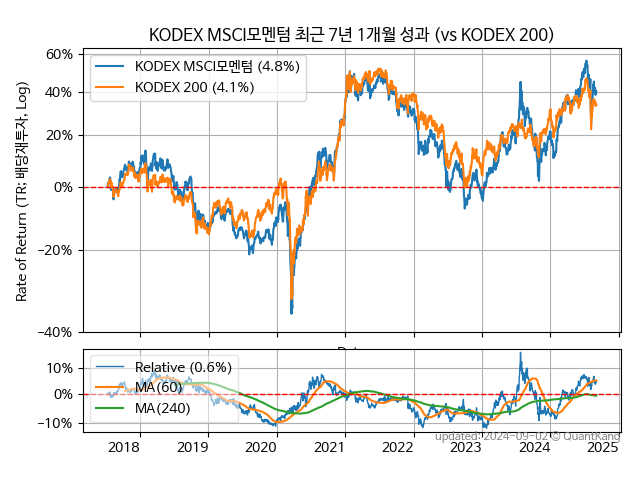 KODEX MSCI모멘텀 최근 7년 1개월 성과 (vs KODEX 200)
60%
40%
20%
0%
−20%
−40%
Rate of Return (TR: 배당재투자, Log)
KODEX MSCI모멘텀 (4.8%)
KODEX 200 (4.1%)
10%
0%
−10%
Relative (0.6%)
MA(60)
MA(240)
updated: 2024-09-02 © QuantKang
2018 2019 2020 2021 2022 2023 2024 2025